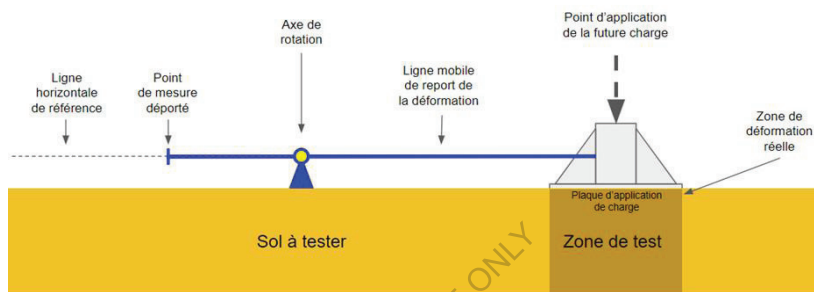 Axe de
rotation
Point d'application
de la future charge
Ligne
horizontale
de référence
Point
de mesure
déporté
Ligne mobile
de report de
la déformation
Zone de
déformation
réelle
Plaque d'application
de charge
Sol à tester
Zone de test
ONLY